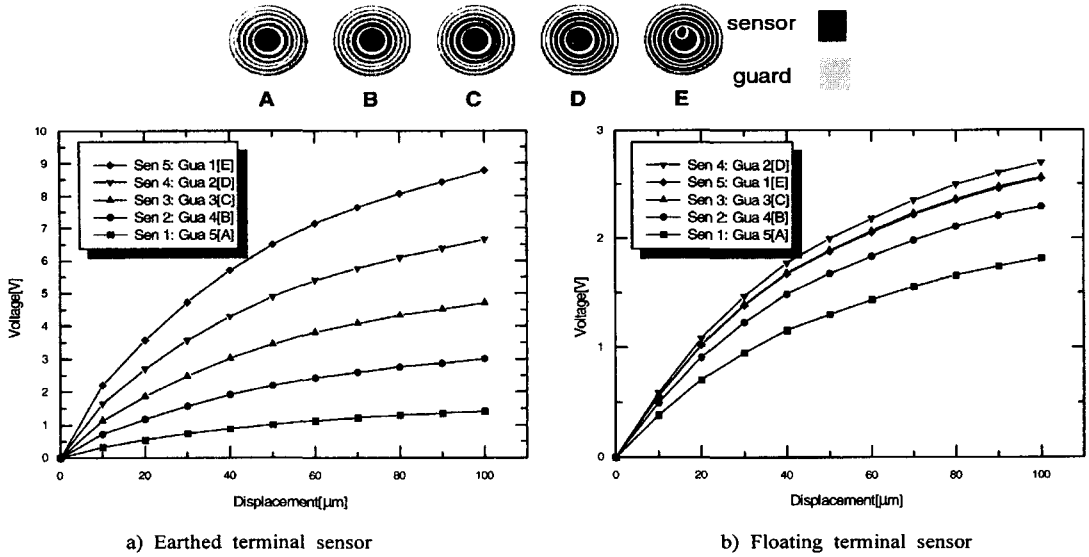 sensor
guard
A B C D E
Sen 5: Gua 1[E]
Sen 4: Gua 2[D]
Sen 3: Gua 3[C]
Sen 2: Gua 4[B]
Sen 1: Gua 5[A]
Voltage[V]
10
9
8
7
6
5
4
3
2
1
0
0 20 40 60 80 100
Displacement[μm]
a) Earthed terminal sensor
Sen 4: Gua 2[D]
Sen 5: Gua 1[E]
Sen 3: Gua 3[C]
Sen 2: Gua 4[B]
Sen 1: Gua 5[A]
Voltage[V]
3
2
1
0
0 20 40 60 80 100
Displacement[μm]
b) Floating terminal sensor